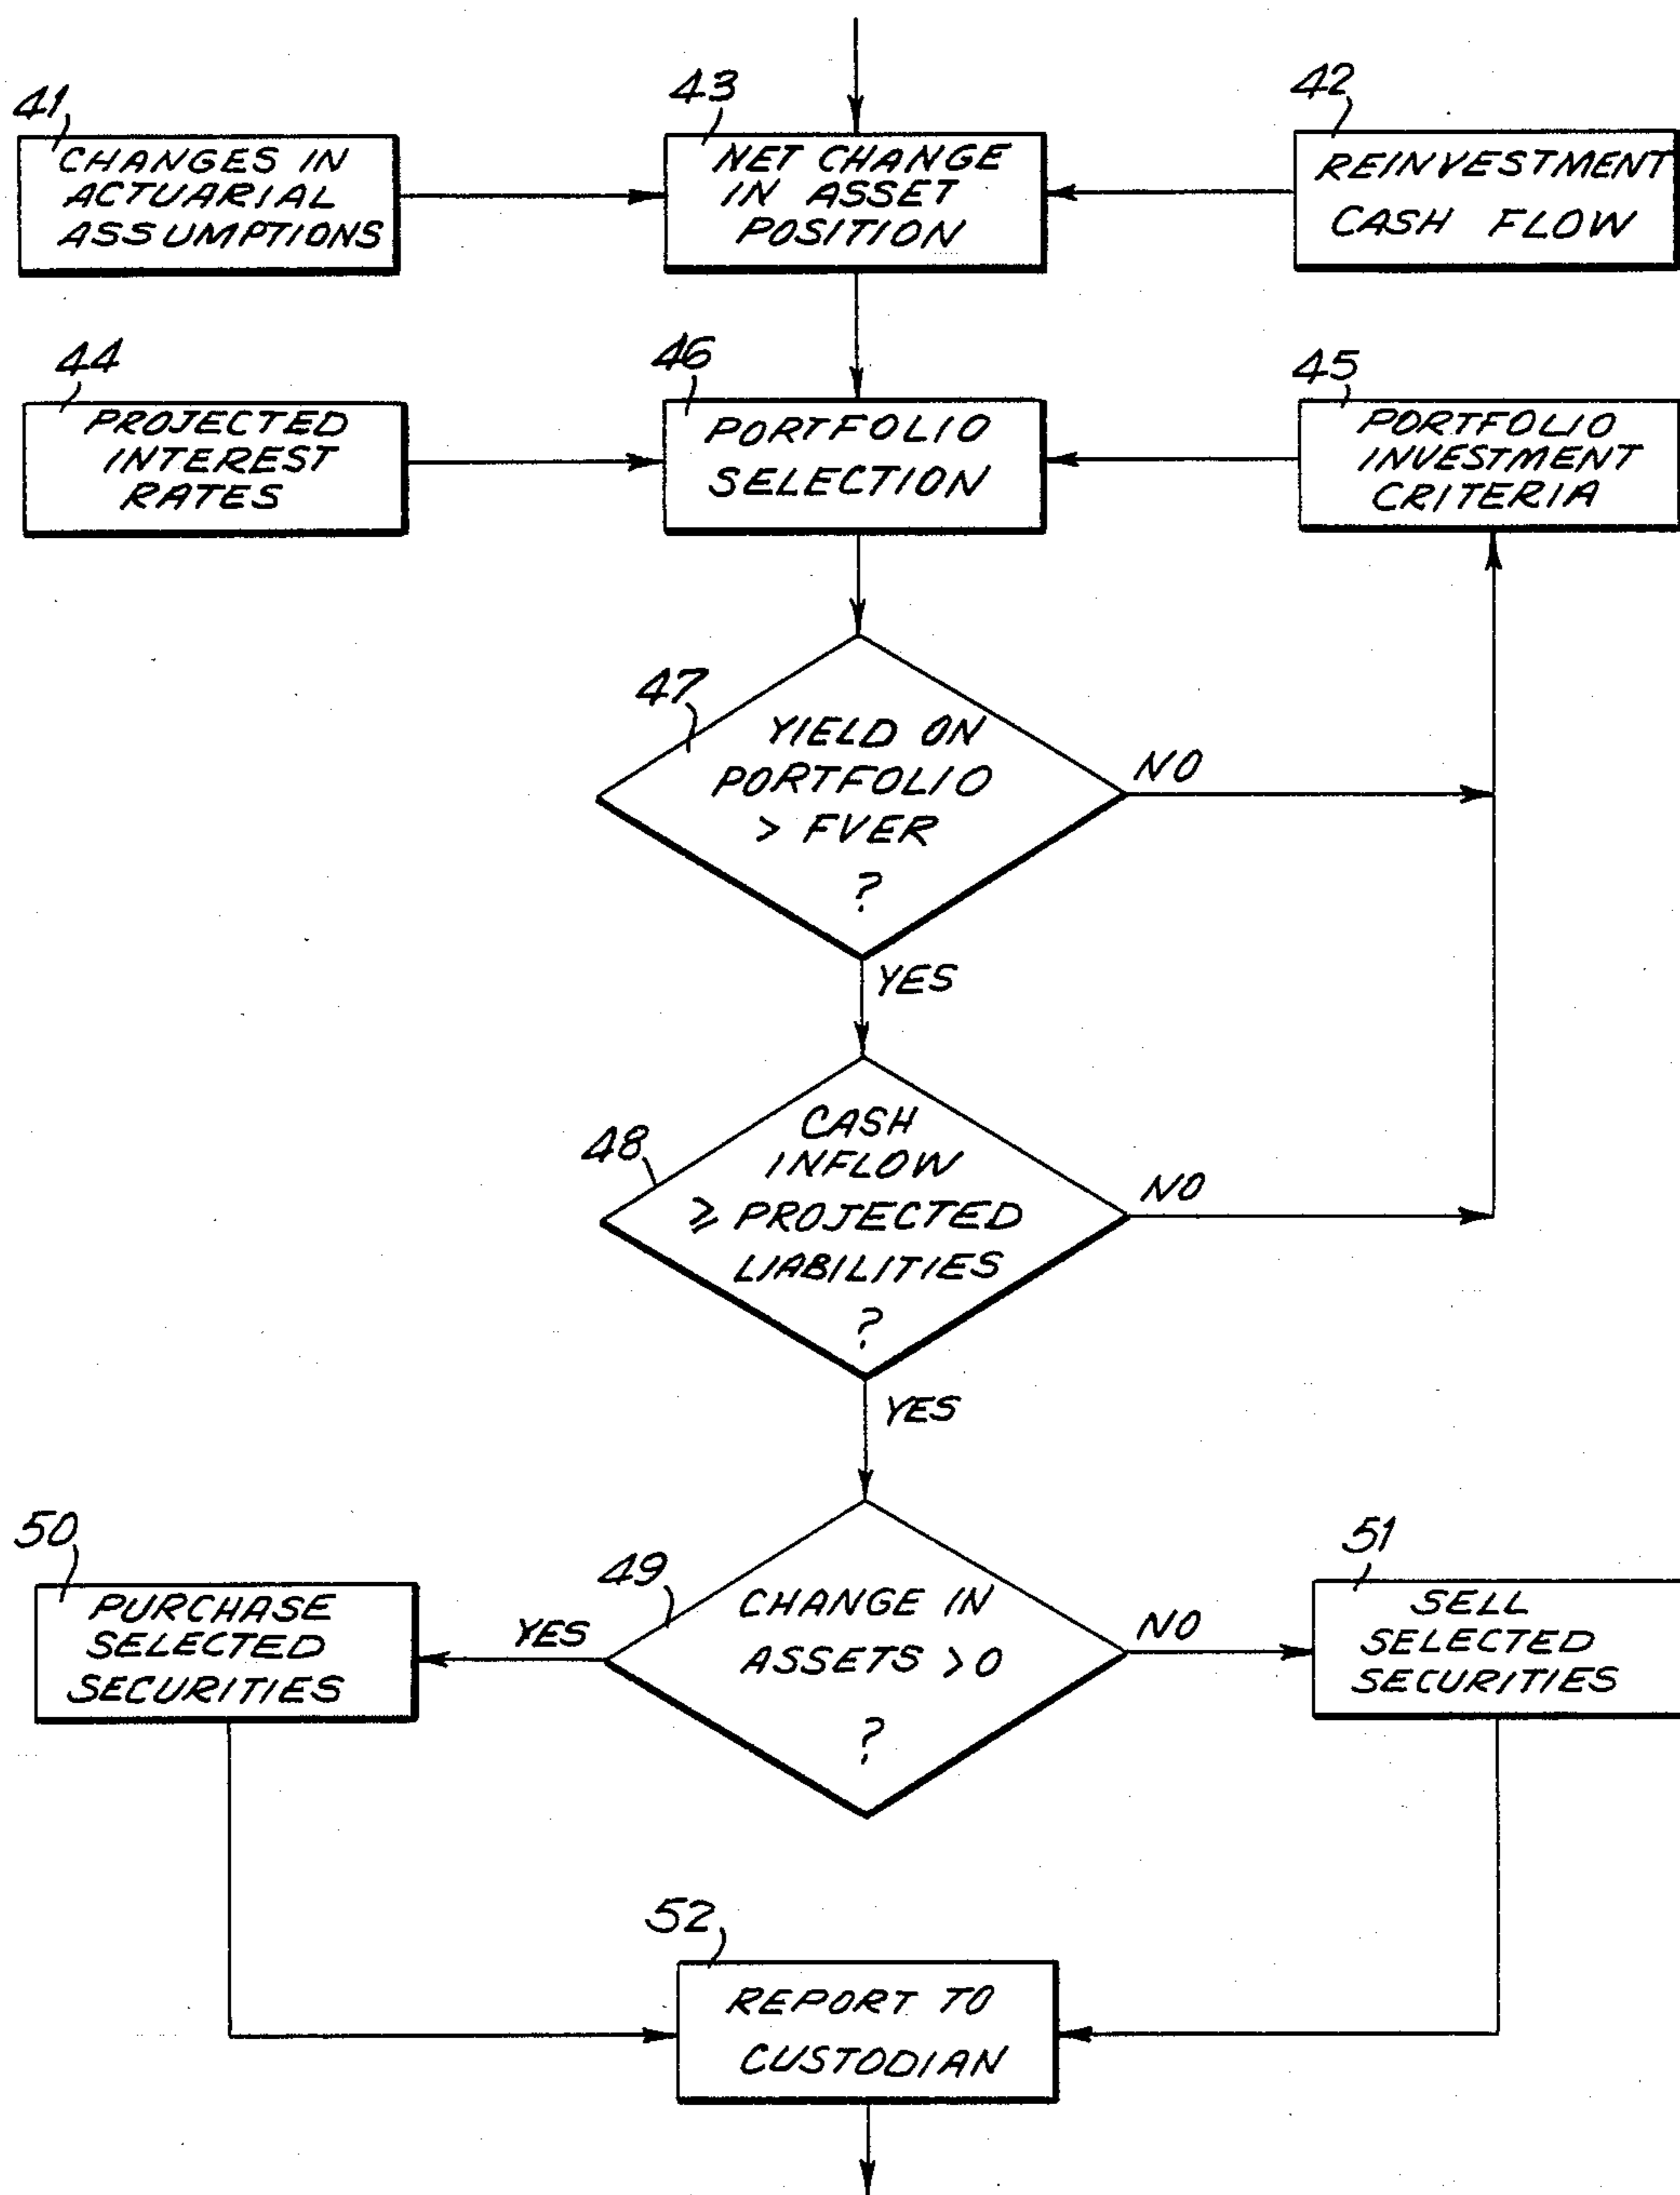 41
CHANGES IN
ACTUARIAL
ASSUMPTIONS
43
NET CHANGE
IN ASSET
POSITION
42
REINVESTMENT
CASH FLOW
44
PROJECTED
INTEREST
RATES
46
PORTFOLIO
SELECTION
45
PORTFOLIO
INVESTMENT
CRITERIA
47
YIELD ON
PORTFOLIO
> FVER
?
NO
YES
48
CASH
INFLOW
≥ PROJECTED
LIABILITIES
?
NO
YES
50
PURCHASE
SELECTED
SECURITIES
YES
49
CHANGE IN
ASSETS >0
?
NO
51
SELL
SELECTED
SECURITIES
52
REPORT TO
CUSTODIAN